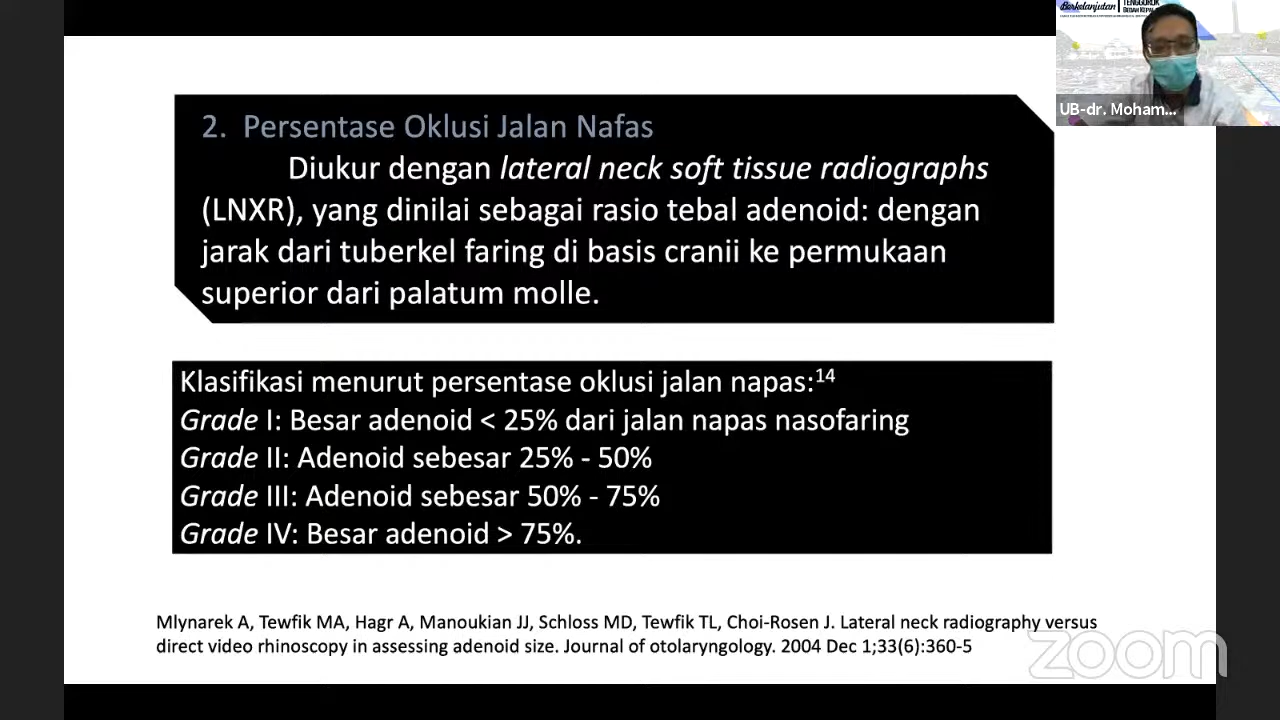 Berkelanjutan
TENGGOROK
BEDAH KEPALA
UB-dr. Moham...
2. Persentase Oklusi Jalan Nafas
Diukur dengan lateral neck soft tissue radiographs
(LNXR), yang dinilai sebagai rasio tebal adenoid: dengan
jarak dari tuberkel faring di basis cranii ke permukaan
superior dari palatum molle.
Klasifikasi menurut persentase oklusi jalan napas:14
Grade I: Besar adenoid < 25% dari jalan napas nasofaring
Grade II: Adenoid sebesar 25% - 50%
Grade III: Adenoid sebesar 50% - 75%
Grade IV: Besar adenoid > 75%.
Mlynarek A, Tewfik MA, Hagr A, Manoukian JJ, Schloss MD, Tewfik TL, Choi-Rosen J. Lateral neck radiography versus
direct video rhinoscopy in assessing adenoid size. Journal of otolaryngology. 2004 Dec 1;33(6):360-5
zoom